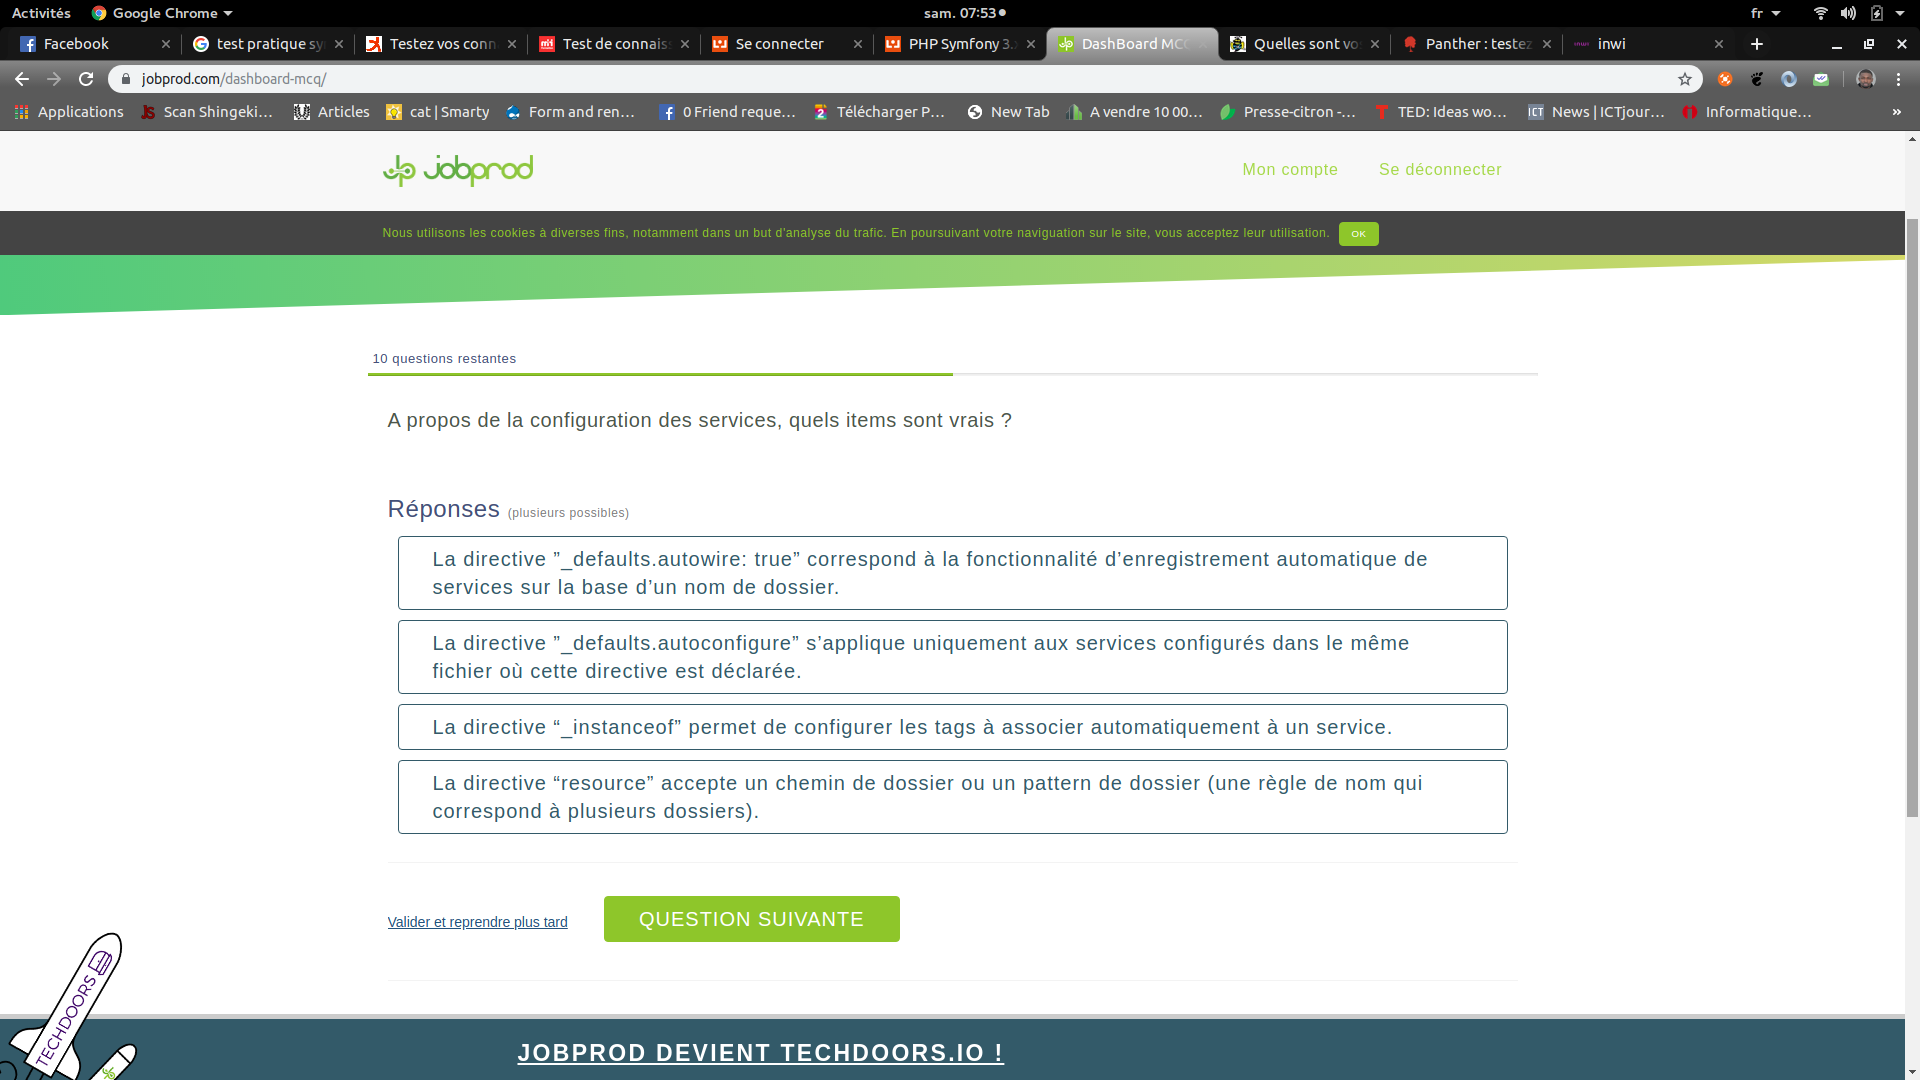 Activités
Google Chrome
sam. 07:53
fr
Facebook
test pratique sy
Testez vos conn
Test de connais
Se connecter
PHP Symfony 3.
DashBoard MC
Quelles sont vo
Panther : testez
inwi
jobprod.com/dashboard-mcq/
Applications
Scan Shingeki...
Articles
cat | Smarty
Form and ren...
0 Friend reque...
Télécharger P...
New Tab
A vendre 10 00...
Presse-citron -...
TED: Ideas wo...
ICT
News | ICTjour...
Informatique...
»
jobprod
Mon compte
Se déconnecter
Nous utilisons les cookies à diverses fins, notamment dans un but d'analyse du trafic. En poursuivant votre naviguation sur le site, vous acceptez leur utilisation.
OK
10 questions restantes
A propos de la configuration des services, quels items sont vrais ?
Réponses (plusieurs possibles)
La directive ”_defaults.autowire: true” correspond à la fonctionnalité d’enregistrement automatique de
services sur la base d’un nom de dossier.
La directive ”_defaults.autoconfigure” s’applique uniquement aux services configurés dans le même
fichier où cette directive est déclarée.
La directive “_instanceof” permet de configurer les tags à associer automatiquement à un service.
La directive “resource” accepte un chemin de dossier ou un pattern de dossier (une règle de nom qui
correspond à plusieurs dossiers).
Valider et reprendre plus tard
QUESTION SUIVANTE
TECHDOORS
JOBPROD DEVIENT TECHDOORS.IO !